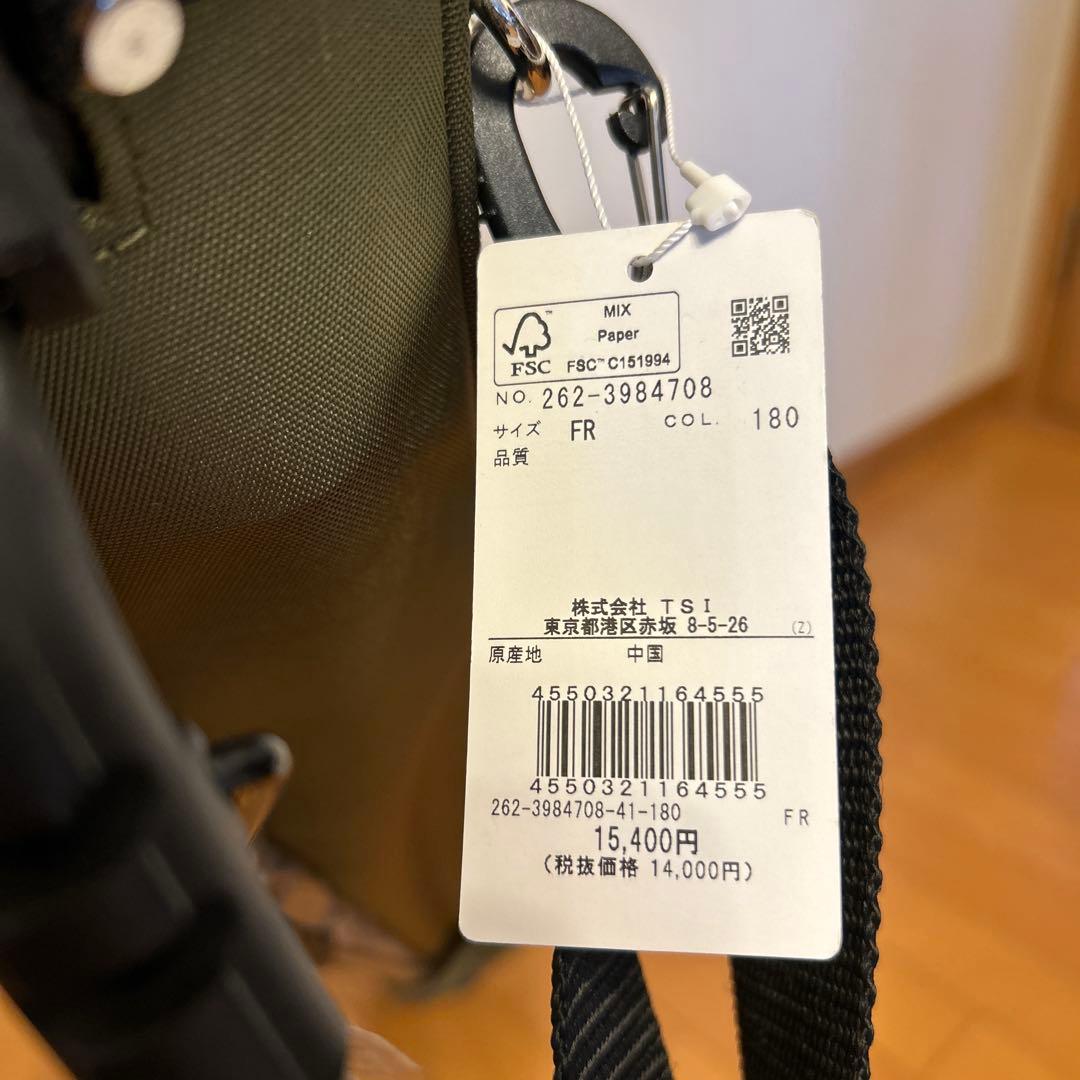 MIX
Paper
FSC™ C151994
FSC
NO. 262-3984708
サイズ FR COL. 180
品質
株式会社 TSI
東京都港区赤坂 8-5-26 (Z)
原産地 中国
4550321164555
4550321164555
262-3984708-41-180 FR
15,400円
(税抜価格 14,000円)